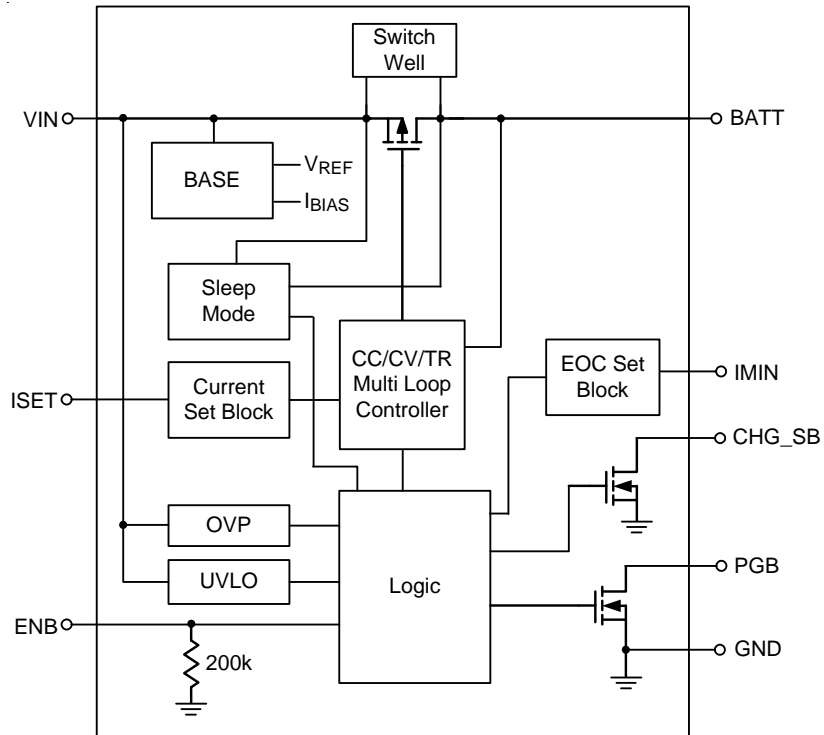 Switch
Well
VIN
BATT
BASE
VREF
IBIAS
Sleep
Mode
CC/CV/TR
Multi Loop
Controller
EOC Set
Block
IMIN
ISET
Current
Set Block
CHG_SB
OVP
UVLO
Logic
PGB
ENB
200k
GND